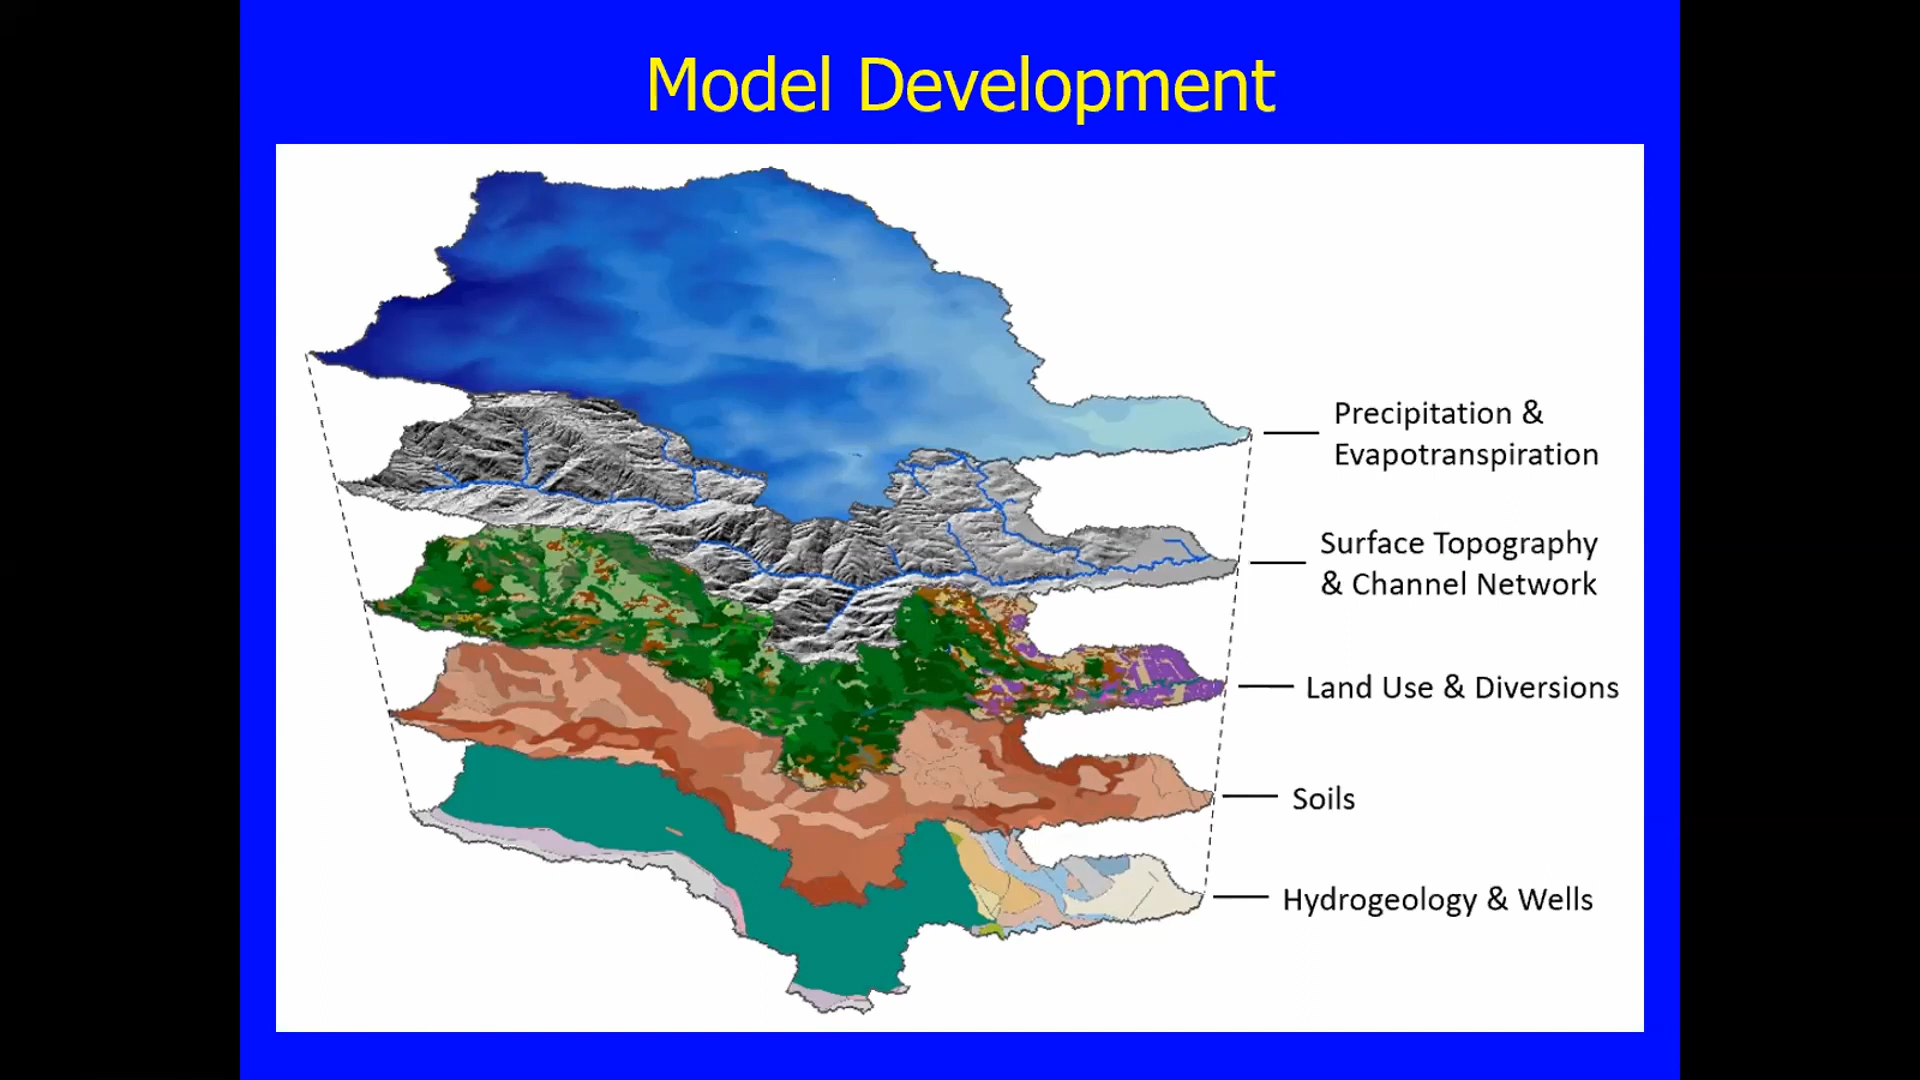 Model Development
Precipitation &
Evapotranspiration
Surface Topography
& Channel Network
Land Use & Diversions
Soils
Hydrogeology & Wells